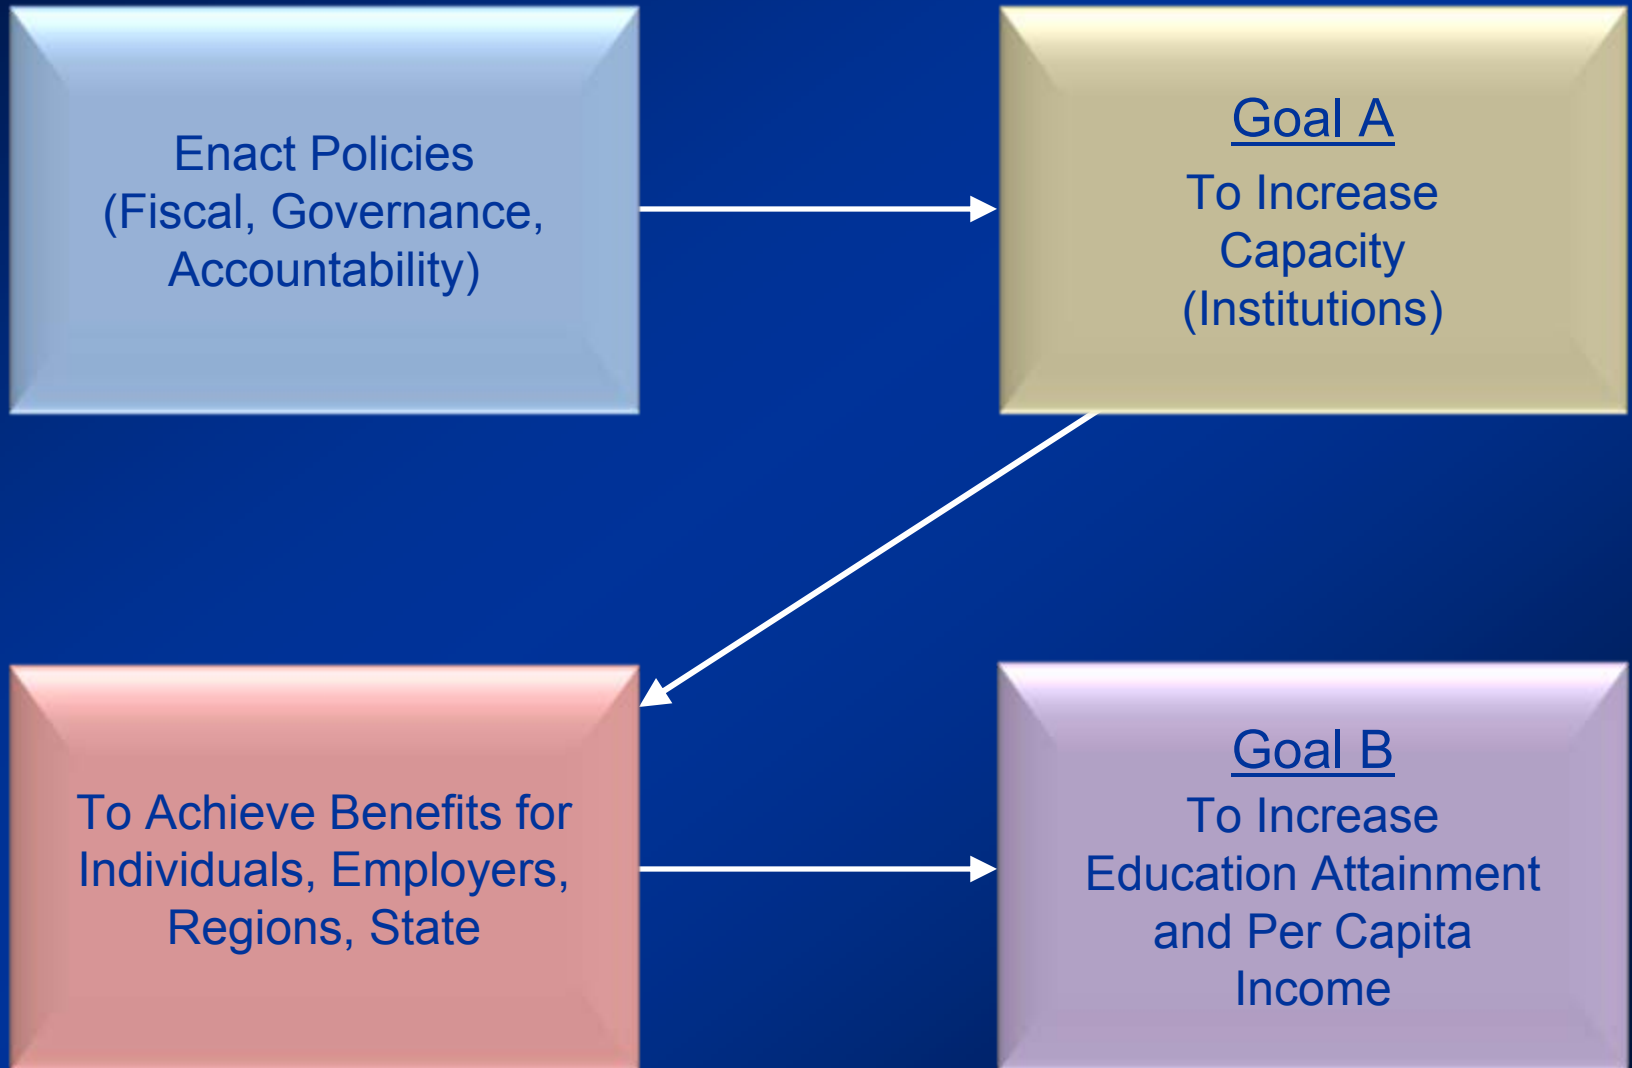 Enact Policies
(Fiscal, Governance,
Accountability)
Goal A
To Increase
Capacity
(Institutions)
To Achieve Benefits for
Individuals, Employers,
Regions, State
Goal B
To Increase
Education Attainment
and Per Capita
Income